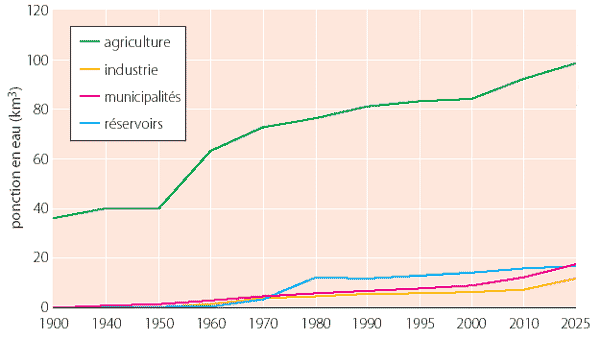 120
100
80
60
40
20
0
ponction en eau (km³)
agriculture
industrie
municipalités
réservoirs
1900 1940 1950 1960 1970 1980 1990 1995 2000 2010 2025